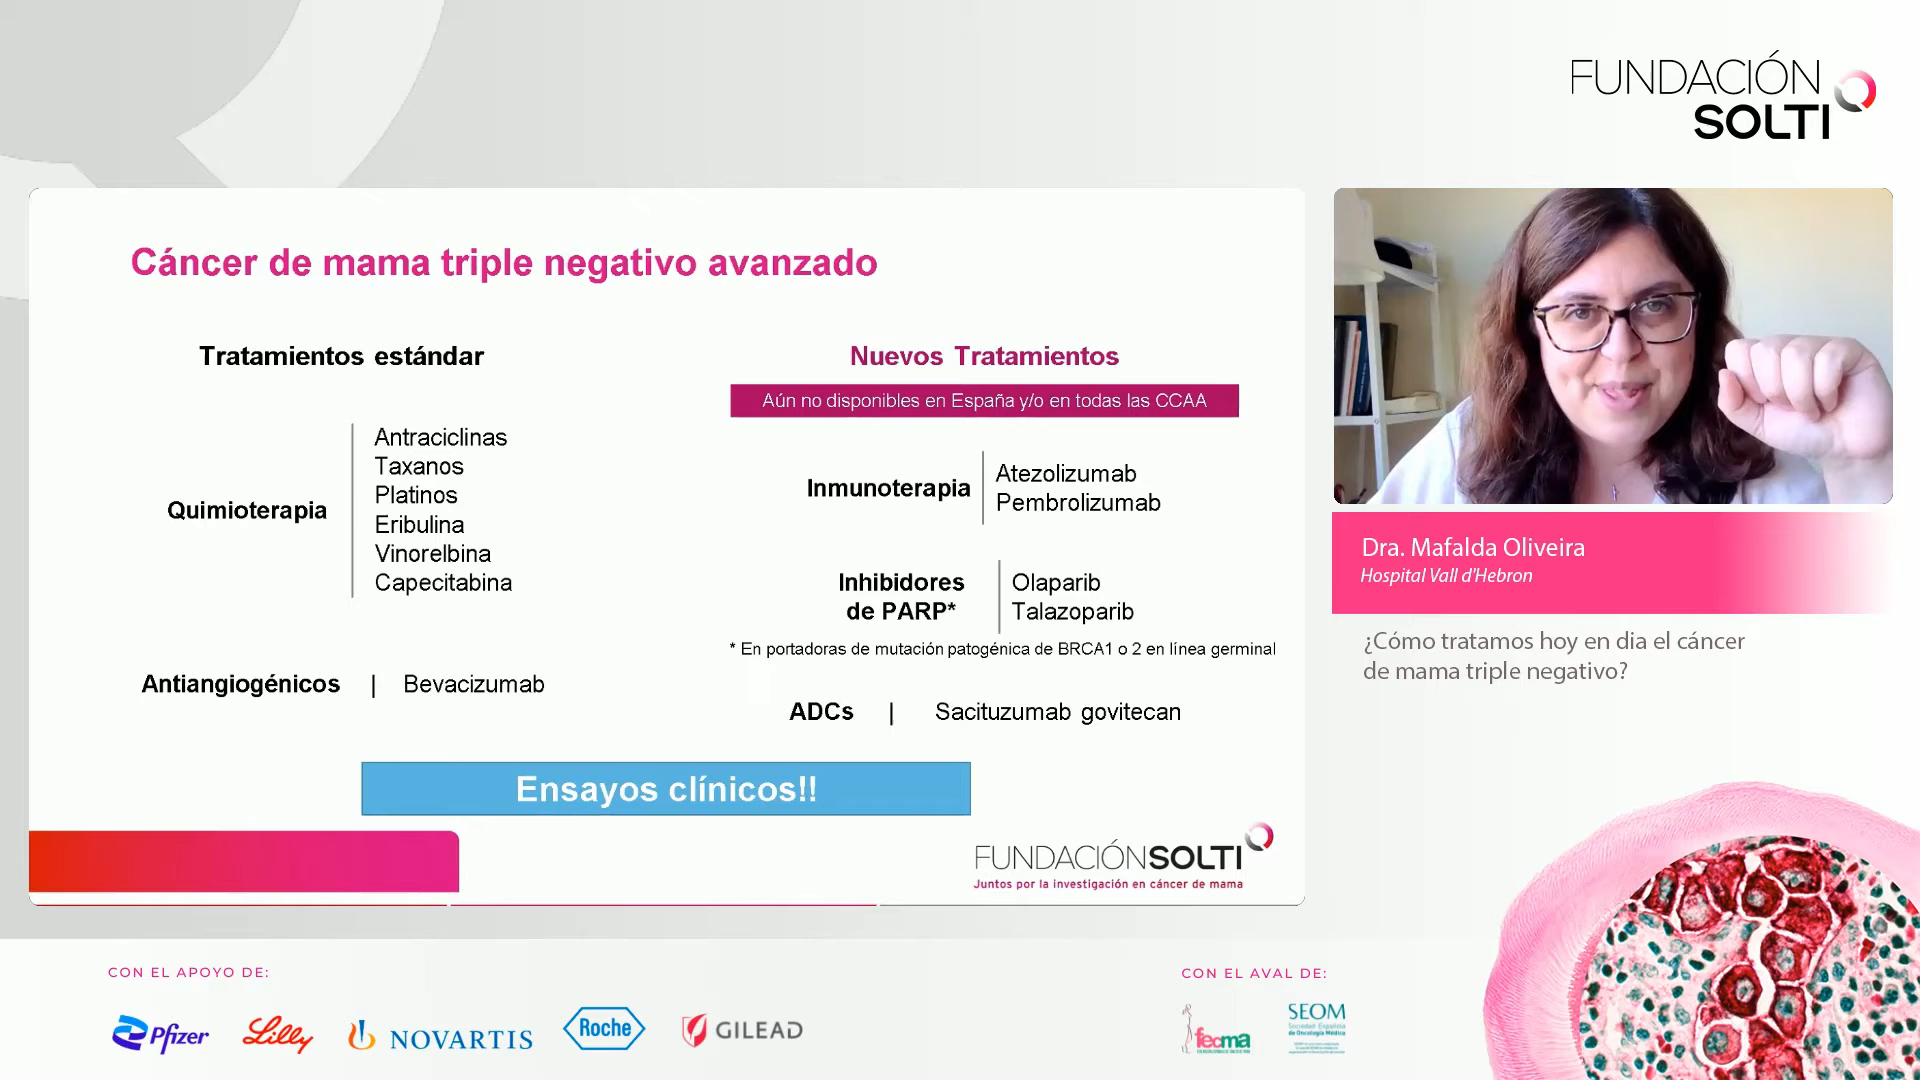 FUNDACIÓN
SOLTI
Cáncer de mama triple negativo avanzado
Tratamientos estándar
Quimioterapia
Antraciclinas
Taxanos
Platinos
Eribulina
Vinorelbina
Capecitabina
Antiangiogénicos | Bevacizumab
Nuevos Tratamientos
Aún no disponibles en España y/o en todas las CCAA
Inmunoterapia
Atezolizumab
Pembrolizumab
Inhibidores
de PARP*
Olaparib
Talazoparib
* En portadoras de mutación patogénica de BRCA1 o 2 en línea germinal
ADCs | Sacituzumab govitecan
Ensayos clínicos!!
FUNDACIÓNSOLTI
Juntos por la investigación en cáncer de mama
Dra. Mafalda Oliveira
Hospital Vall d'Hebron
¿Cómo tratamos hoy en dia el cáncer
de mama triple negativo?
CON EL APOYO DE:
Pfizer
Lilly
NOVARTIS
Roche
GILEAD
CON EL AVAL DE:
fecma
SEOM
Sociedad Española
de Oncología Médica